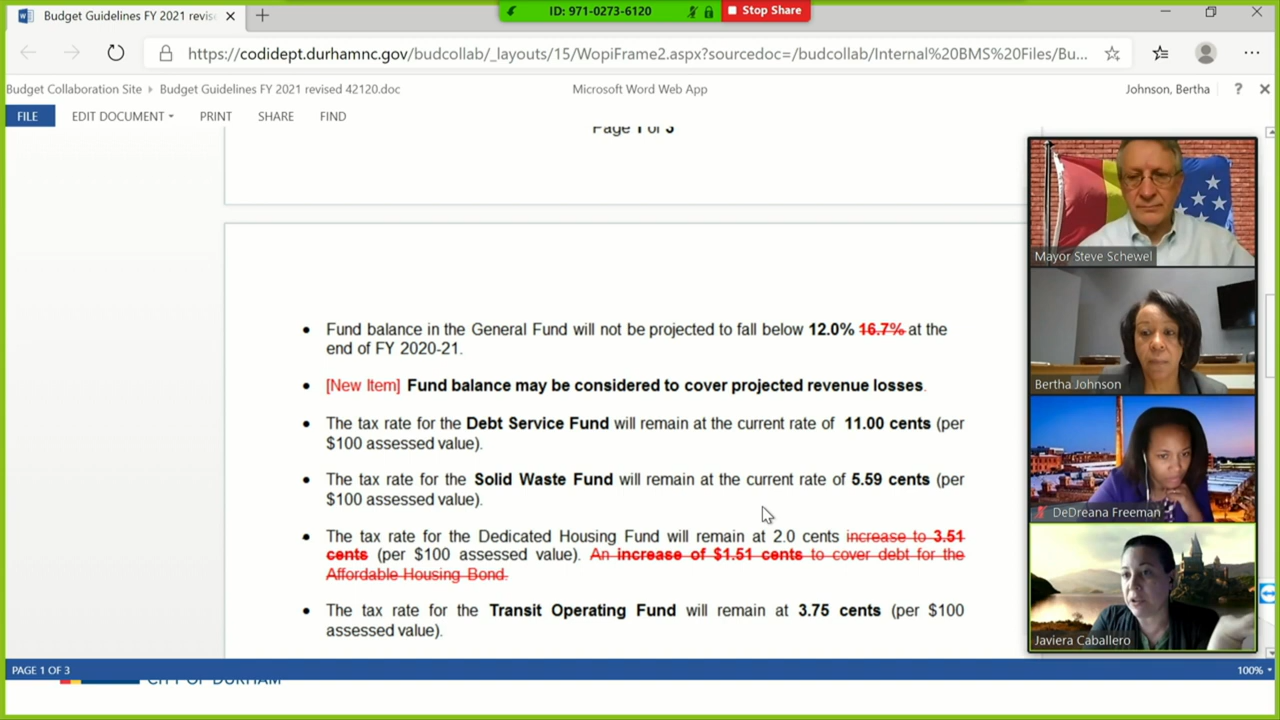 Budget Guidelines FY 2021 revis
ID: 971-0273-6120
Stop Share
https://codidept.durhamnc.gov/budcollab/_layouts/15/WopiFrame2.aspx?sourcedoc=/budcollab/Internal%20BMS%20Files/Bu...
Budget Collaboration Site Budget Guidelines FY 2021 revised 42120.doc
Microsoft Word Web App
Johnson, Bertha
FILE EDIT DOCUMENT PRINT SHARE FIND
Page 1 of 3
• Fund balance in the General Fund will not be projected to fall below 12.0% 16.7% at the
end of FY 2020-21.
• [New Item] Fund balance may be considered to cover projected revenue losses.
• The tax rate for the Debt Service Fund will remain at the current rate of 11.00 cents (per
$100 assessed value).
• The tax rate for the Solid Waste Fund will remain at the current rate of 5.59 cents (per
$100 assessed value).
• The tax rate for the Dedicated Housing Fund will remain at 2.0 cents increase to 3.51
cents (per $100 assessed value). An increase of $1.51 cents to cover debt for the
Affordable Housing Bond.
• The tax rate for the Transit Operating Fund will remain at 3.75 cents (per $100
assessed value).
Mayor Steve Schewel
Bertha Johnson
DeDreana Freeman
Javiera Caballero
PAGE 1 OF 3
100%
CITY OF DURHAM